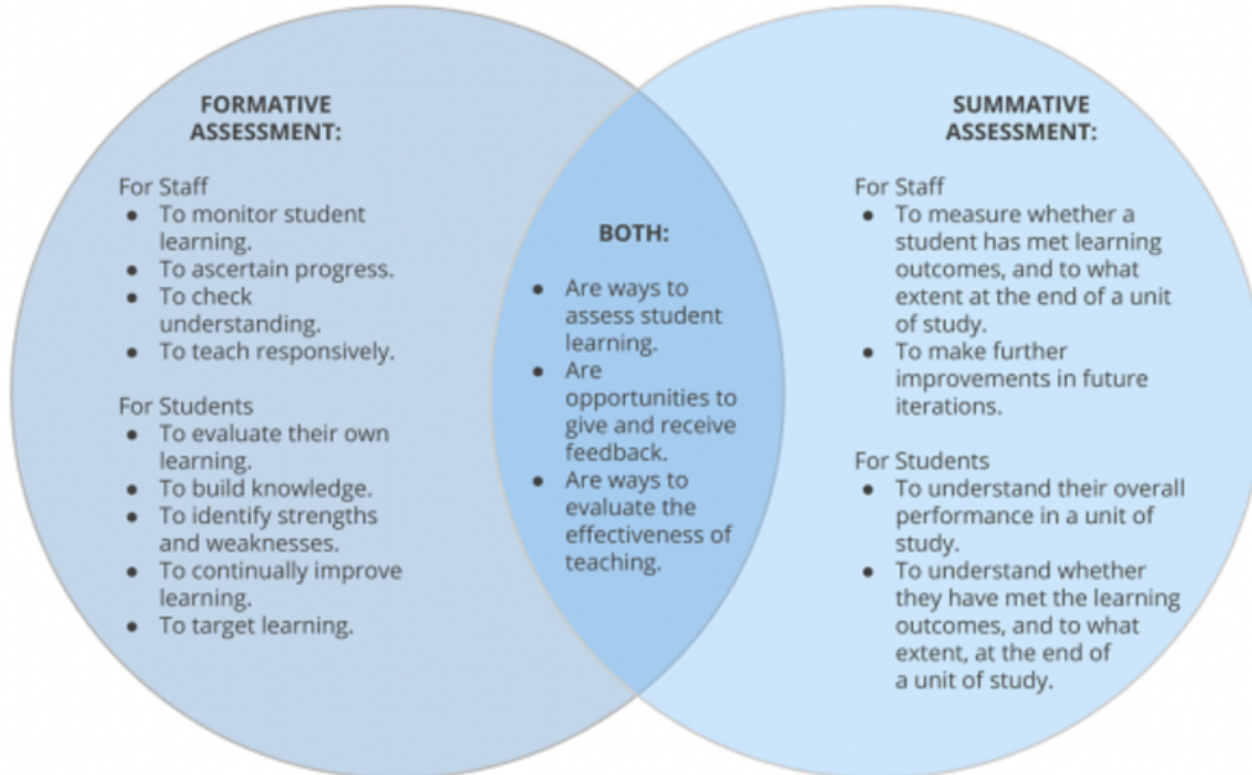 FORMATIVE
ASSESSMENT:
For Staff
● To monitor student
learning.
● To ascertain progress.
● To check
understanding.
● To teach responsively.
For Students
● To evaluate their own
learning.
● To build knowledge.
● To identify strengths
and weaknesses.
● To continually improve
learning.
● To target learning.
BOTH:
● Are ways to
assess student
learning.
● Are
opportunities to
give and receive
feedback.
● Are ways to
evaluate the
effectiveness of
teaching.
SUMMATIVE
ASSESSMENT:
For Staff
● To measure whether a
student has met learning
outcomes, and to what
extent at the end of a unit
of study.
● To make further
improvements in future
iterations.
For Students
● To understand their overall
performance in a unit of
study.
● To understand whether
they have met the learning
outcomes, and to what
extent, at the end of
a unit of study.